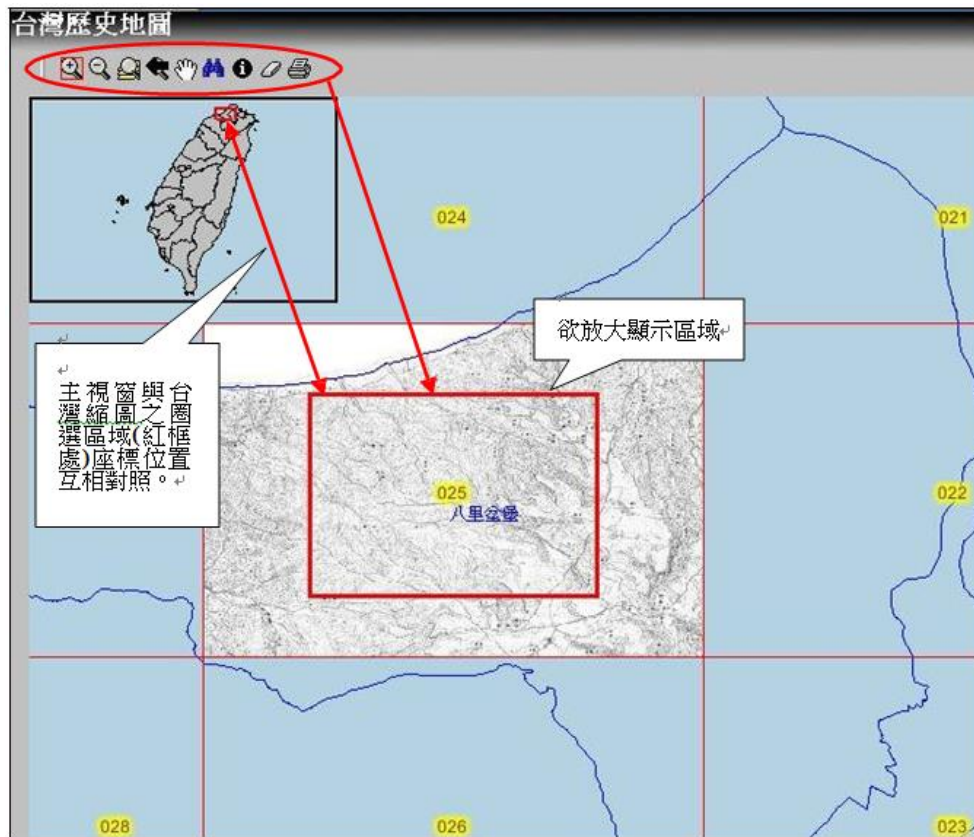 台灣歷史地圖
024
021
欲放大顯示區域
主視窗與台
灣縮圖之圈
選區域(紅框
處)座標位置
互相對照。
025
八里坌堡
022
028
026
023